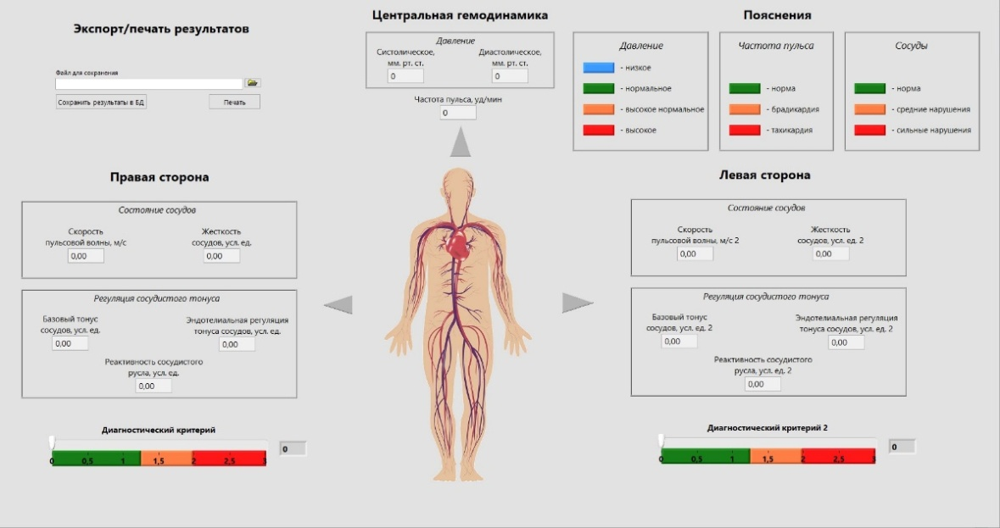 Экспорт/печать результатов
Файл для сохранения
Сохранить результаты в БД
Печать
Центральная гемодинамика
Давление
Систолическое,
мм. рт. ст.
0
Диастолическое,
мм. рт. ст.
0
Частота пульса, уд/мин
0
Пояснения
Давление
- низкое
- нормальное
- высокое нормальное
- высокое
Частота пульса
- норма
- брадикардия
- тахикардия
Сосуды
- норма
- средние нарушения
- сильные нарушения
Правая сторона
Состояние сосудов
Скорость
пульсовой волны, м/с
0,00
Жесткость
сосудов, усл. ед.
0,00
Регуляция сосудистого тонуса
Базовый тонус
сосудов, усл. ед.
0,00
Эндотелиальная регуляция
тонуса сосудов, усл. ед.
0,00
Реактивность сосудистого
русла, усл. ед.
0,00
Диагностический критерий
0 0,5 1 1,5 2 2,5 3
0
Левая сторона
Состояние сосудов
Скорость
пульсовой волны, м/с 2
0,00
Жесткость
сосудов, усл. ед. 2
0,00
Регуляция сосудистого тонуса
Базовый тонус
сосудов, усл. ед. 2
0,00
Эндотелиальная регуляция
тонуса сосудов, усл. ед. 2
0,00
Реактивность сосудистого
русла, усл. ед. 2
0,00
Диагностический критерий 2
0 0,5 1 1,5 2 2,5 3
0